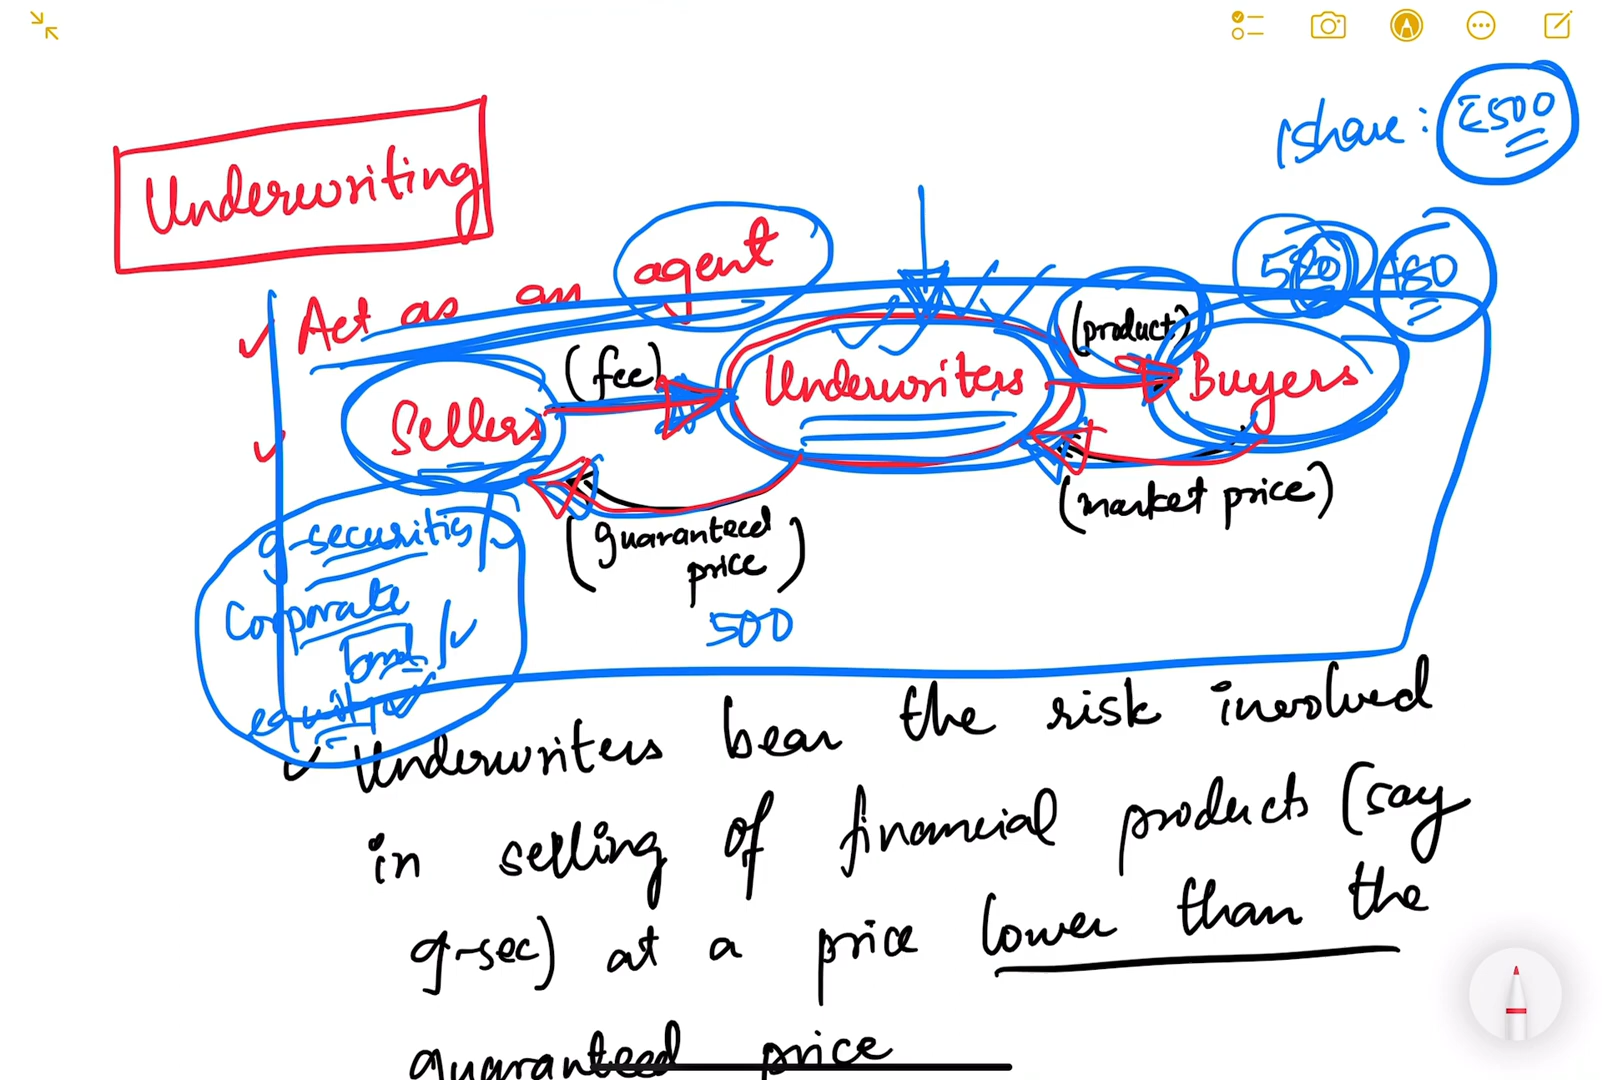 1share: ₹500
Underwriting
Act as an agent
520 480
(fee) (product)
Sellers Underwriters Buyers
(guaranteed price) (market price)
500
g-securities
Corporate
bond
equity
Underwriters bear the risk involved
in selling of financial products (say
g-sec) at a price lower than the
guaranteed price